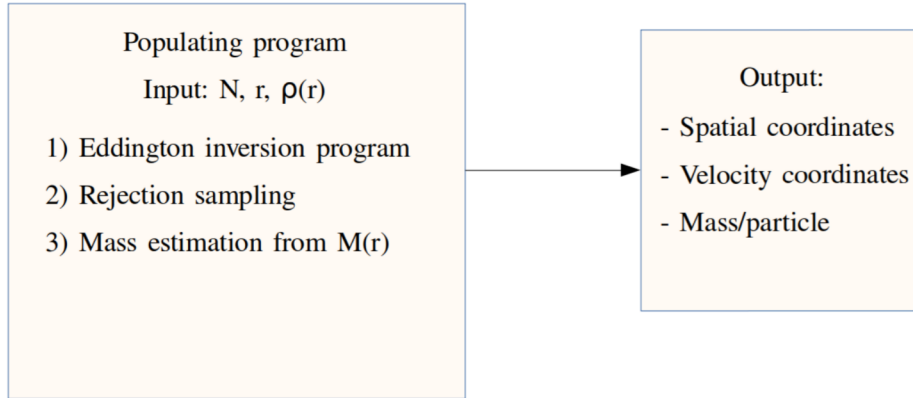 Populating program
Input: N, r, ρ(r)
1) Eddington inversion program
2) Rejection sampling
3) Mass estimation from M(r)
Output:
- Spatial coordinates
- Velocity coordinates
- Mass/particle